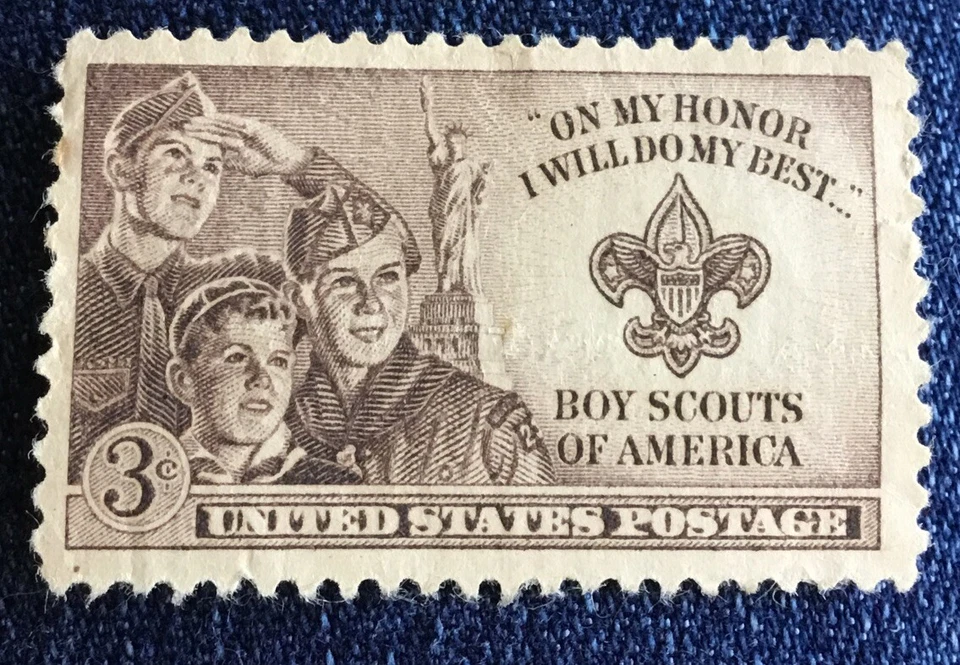 "ON MY HONOR
I WILL DO MY BEST..."
BOY SCOUTS
OF AMERICA
3¢
UNITED STATES POSTAGE